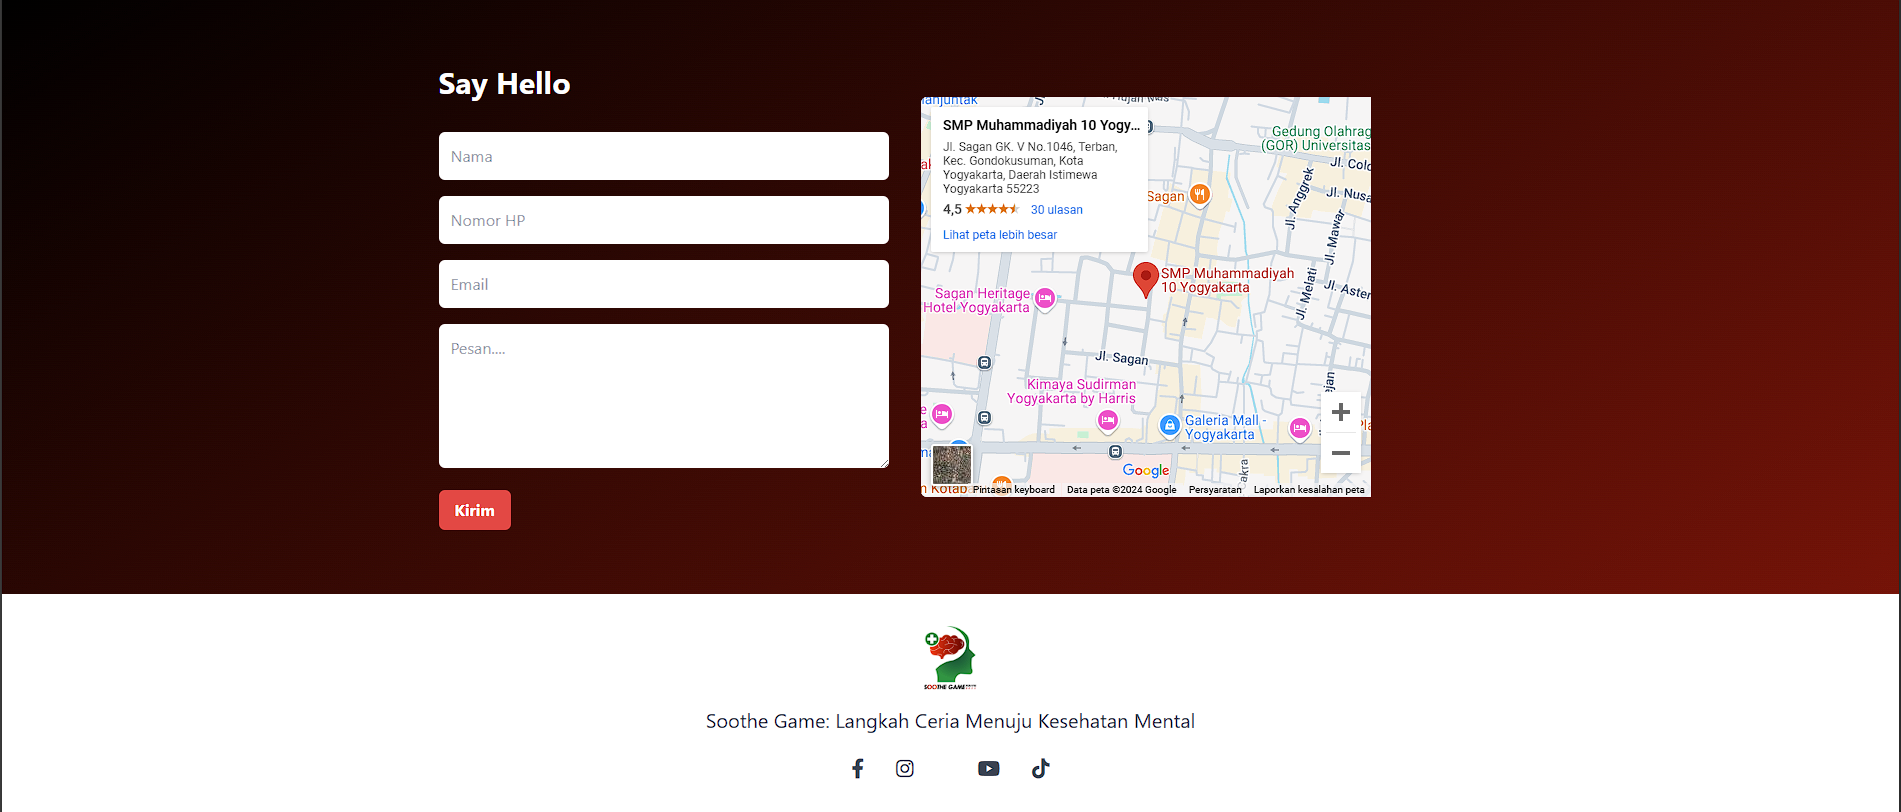 Say Hello
Nama
Nomor HP
Email
Pesan....
Kirim
SMP Muhammadiyah 10 Yogy...
Jl. Sagan GK. V No.1046, Terban,
Kec. Gondokusuman, Kota
Yogyakarta, Daerah Istimewa
Yogyakarta 55223
4,5 30 ulasan
Lihat peta lebih besar
Gedung Olahrag
(GOR) Universitas
Jl. Anggrek
Jl. Nusa
Jl. Mawar
Sagan
SMP Muhammadiyah
10 Yogyakarta
Jl. Melati
Jl. Aster
Sagan Heritage
Hotel Yogyakarta
Jl. Sagan
Kimaya Sudirman
Yogyakarta by Harris
Galeria Mall -
Yogyakarta
Google
Pintasan keyboard
Data peta ©2024 Google
Persyaratan
Laporkan kesalahan peta
SOOTHE GAME
Soothe Game: Langkah Ceria Menuju Kesehatan Mental